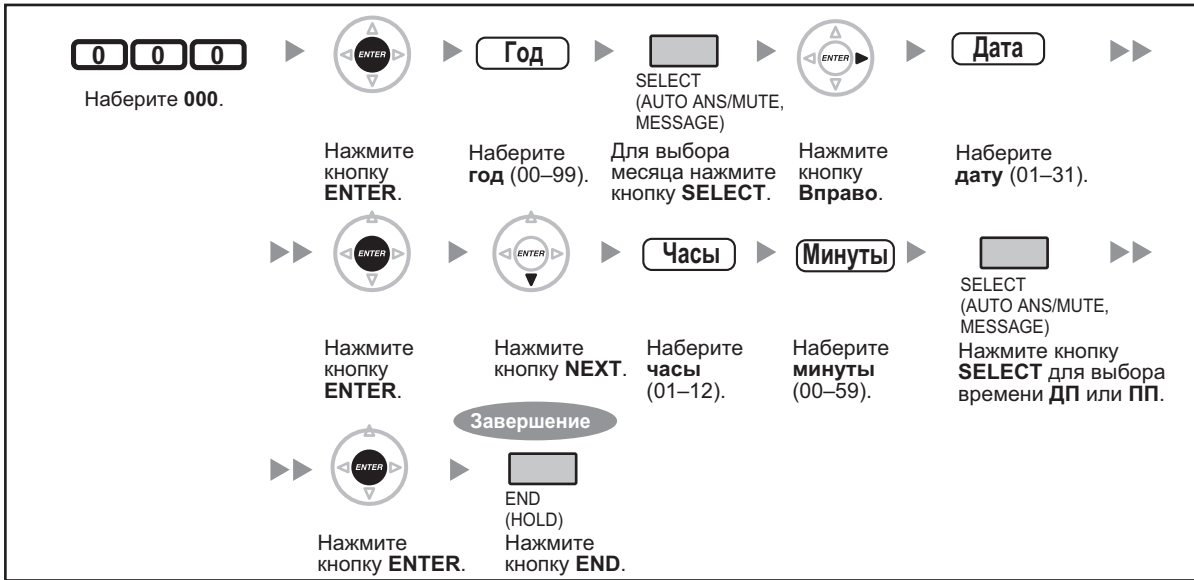 0 0 0
Наберите 000.
ENTER
Нажмите
кнопку
ENTER.
Год
Наберите
год (00–99).
SELECT
(AUTO ANS/MUTE,
MESSAGE)
Для выбора
месяца нажмите
кнопку SELECT.
ENTER
Нажмите
кнопку
Вправо.
Дата
Наберите
дату (01–31).
ENTER
Нажмите
кнопку
ENTER.
ENTER
Нажмите
кнопку NEXT.
Часы
Наберите
часы
(01–12).
Минуты
Наберите
минуты
(00–59).
SELECT
(AUTO ANS/MUTE,
MESSAGE)
Нажмите кнопку
SELECT для выбора
времени ДП или ПП.
ENTER
Нажмите
кнопку ENTER.
Завершение
END
(HOLD)
Нажмите
кнопку END.